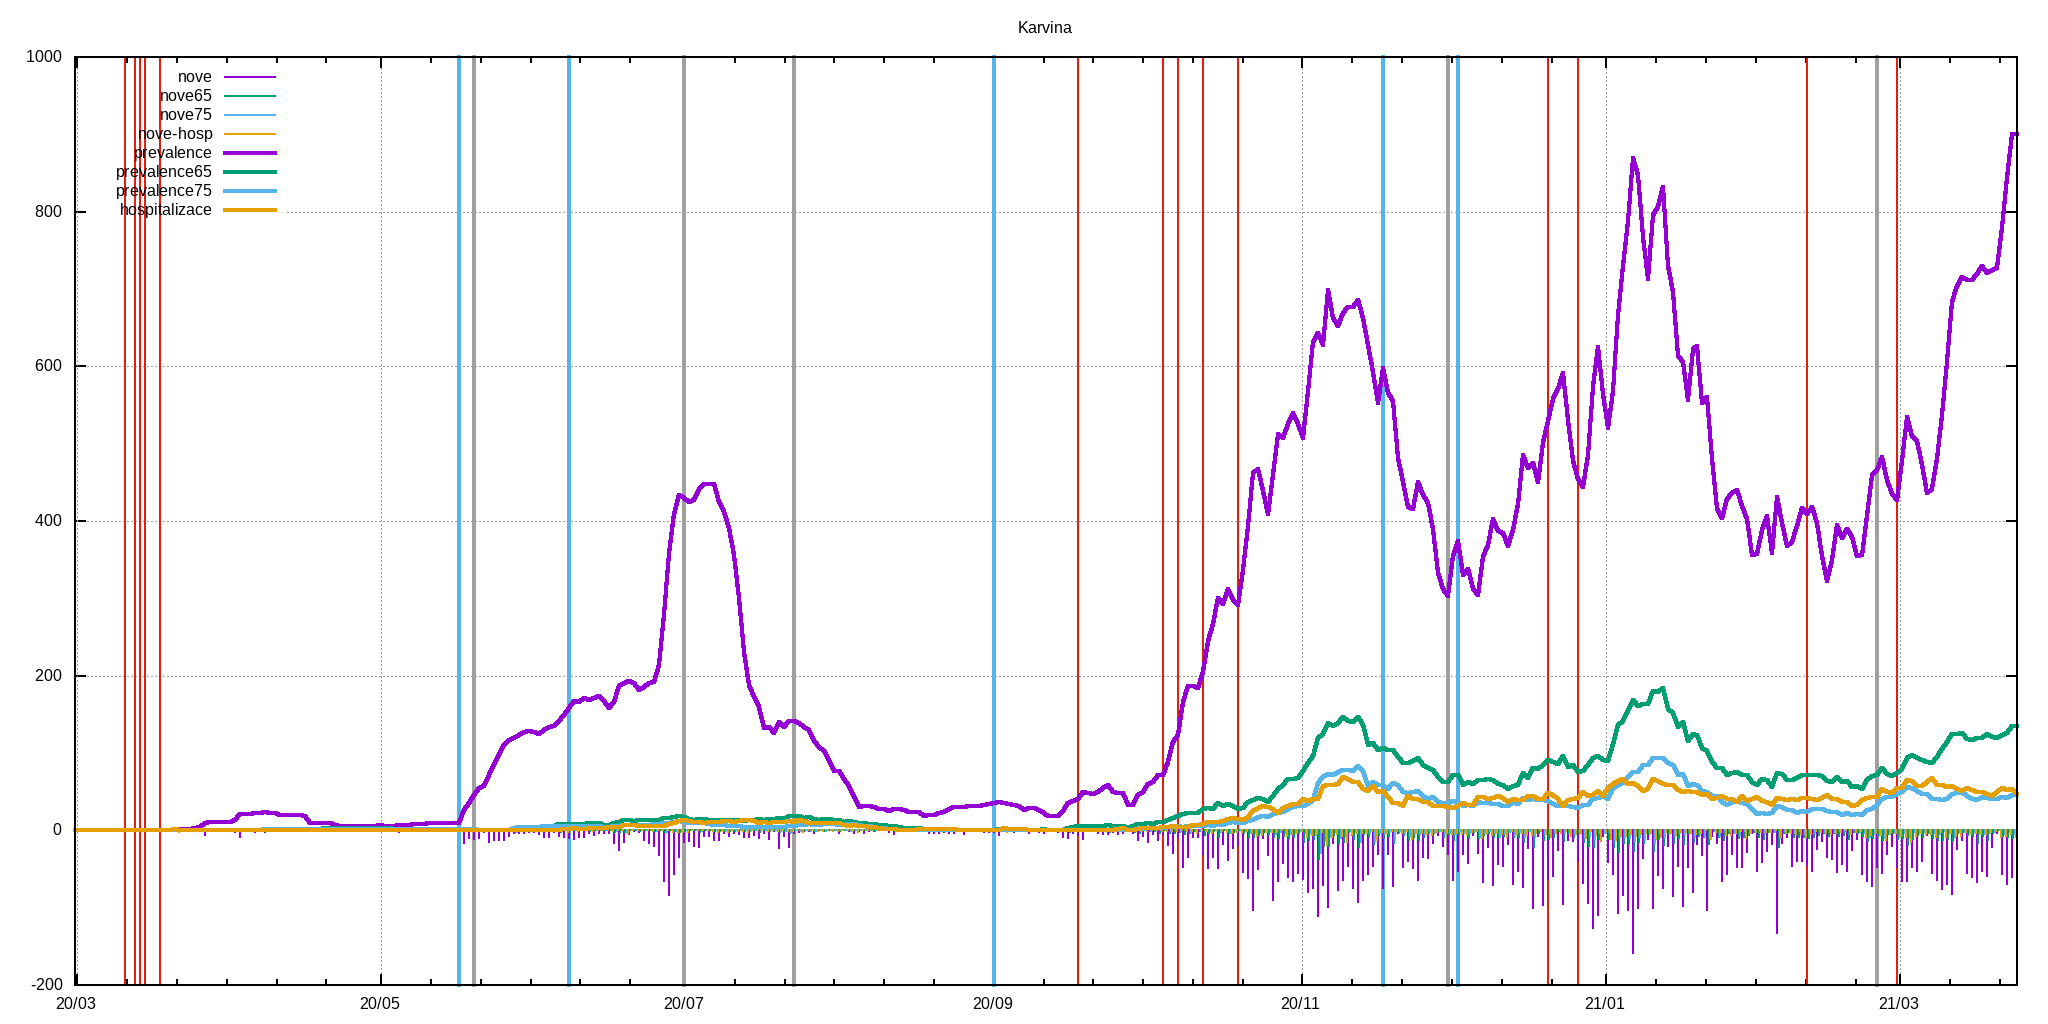 Karvina
1000
nove
nove65
nove75
nove-hosp
prevalence
prevalence65
prevalence75
hospitalizace
800
600
400
200
0
-200
20/03 20/05 20/07 20/09 20/11 21/01 21/03